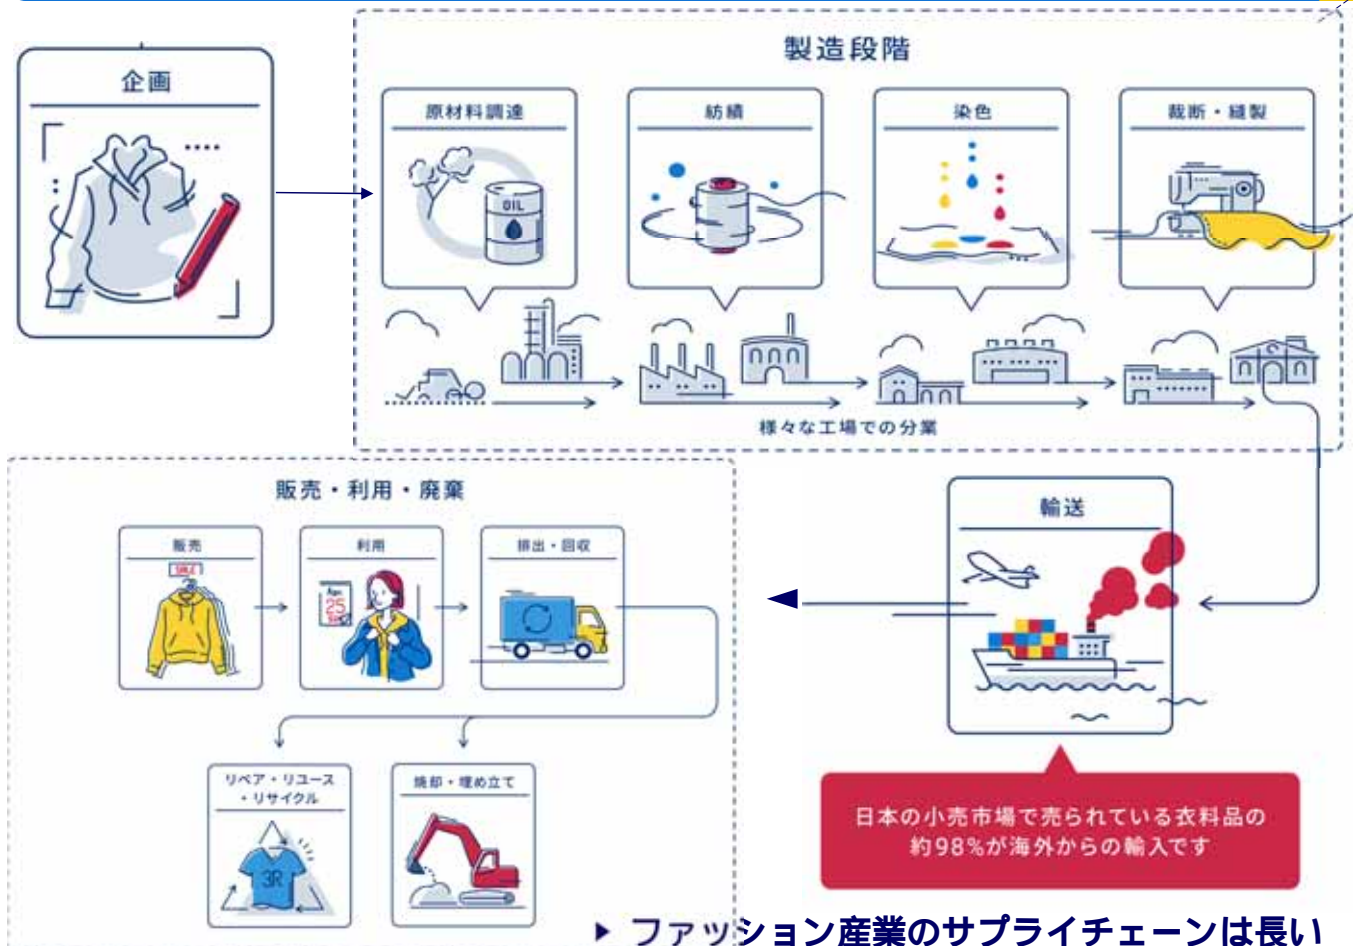 企画
製造段階
原材料調達
OIL
紡績
染色
裁断・縫製
様々な工場での分業
輸送
日本の小売市場で売られている衣料品の
約98%が海外からの輸入です
販売・利用・廃棄
販売
SALE
利用
Apr.
25
排出・回収
リペア・リユース
・リサイクル
3R
焼却・埋め立て
▶ ファッション産業のサプライチェーンは長い